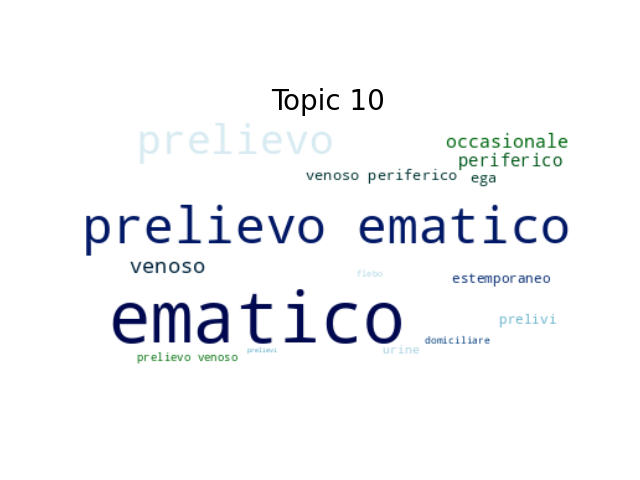 Topic 10
prelievo
occasionale
periferico
venoso periferico
ega
prelievo ematico
venoso
flebo
estemporaneo
ematico
prelivi
domiciliare
urine
prelievi
prelievo venoso